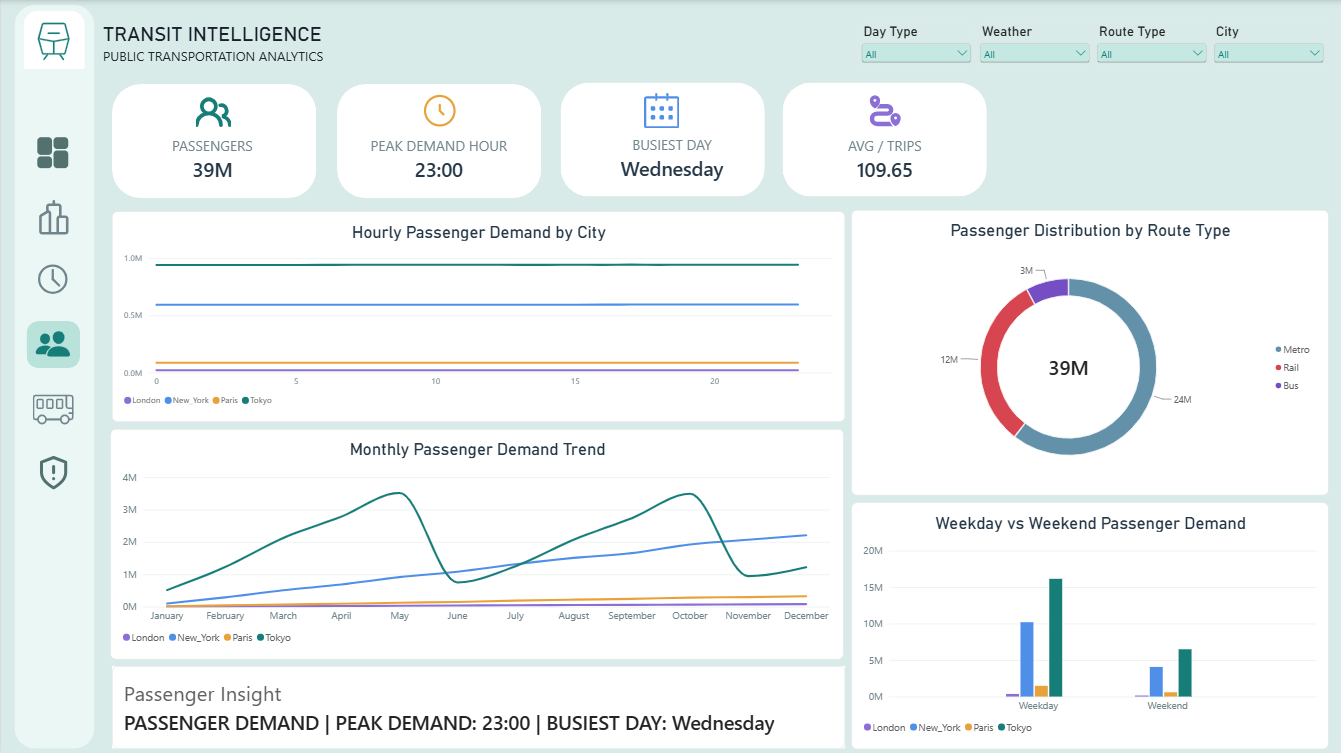 TRANSIT INTELLIGENCE
PUBLIC TRANSPORTATION ANALYTICS
Day Type
Weather
Route Type
City
All
All
All
All
PASSENGERS
39M
PEAK DEMAND HOUR
23:00
BUSIEST DAY
Wednesday
AVG / TRIPS
109.65
Hourly Passenger Demand by City
1.0M
0.5M
0.0M
0 5 10 15 20
London New_York Paris Tokyo
Passenger Distribution by Route Type
3M
12M
39M
24M
Metro
Rail
Bus
Monthly Passenger Demand Trend
4M
3M
2M
1M
0M
January February March April May June July August September October November December
London New_York Paris Tokyo
Weekday vs Weekend Passenger Demand
20M
15M
10M
5M
0M
Weekday Weekend
London New_York Paris Tokyo
Passenger Insight
PASSENGER DEMAND | PEAK DEMAND: 23:00 | BUSIEST DAY: Wednesday